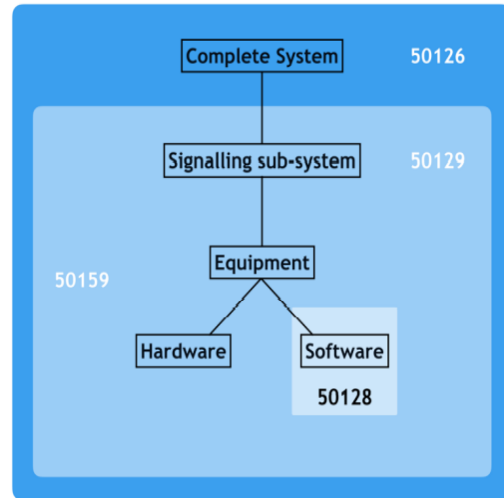 Complete System 50126
Signalling sub-system 50129
Equipment
50159
Hardware Software
50128